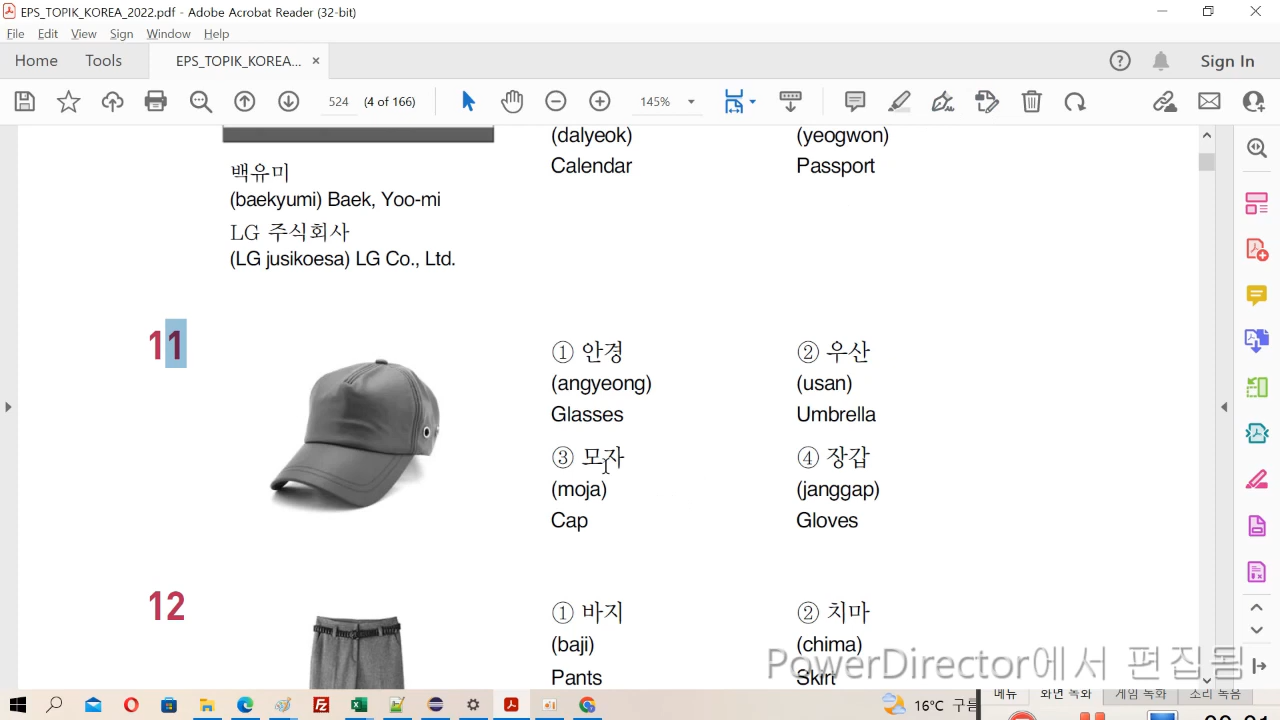 EPS_TOPIK_KOREA_2022.pdf - Adobe Acrobat Reader (32-bit)
File Edit View Sign Window Help
Home Tools EPS_TOPIK_KOREA... × Sign In
524 (4 of 166) 145%
(dalyeok) (yeogwon)
Calendar Passport
백유미
(baekyumi) Baek, Yoo-mi
LG 주식회사
(LG jusikoesa) LG Co., Ltd.
11
① 안경 ② 우산
(angyeong) (usan)
Glasses Umbrella
③ 모자 ④ 장갑
(moja) (janggap)
Cap Gloves
12
① 바지 ② 치마
(baji) (chima)
Pants Skirt
PowerDirector에서 편집됨
16°C 구름
메뉴 화면 녹화 게임 녹화 소리 녹음